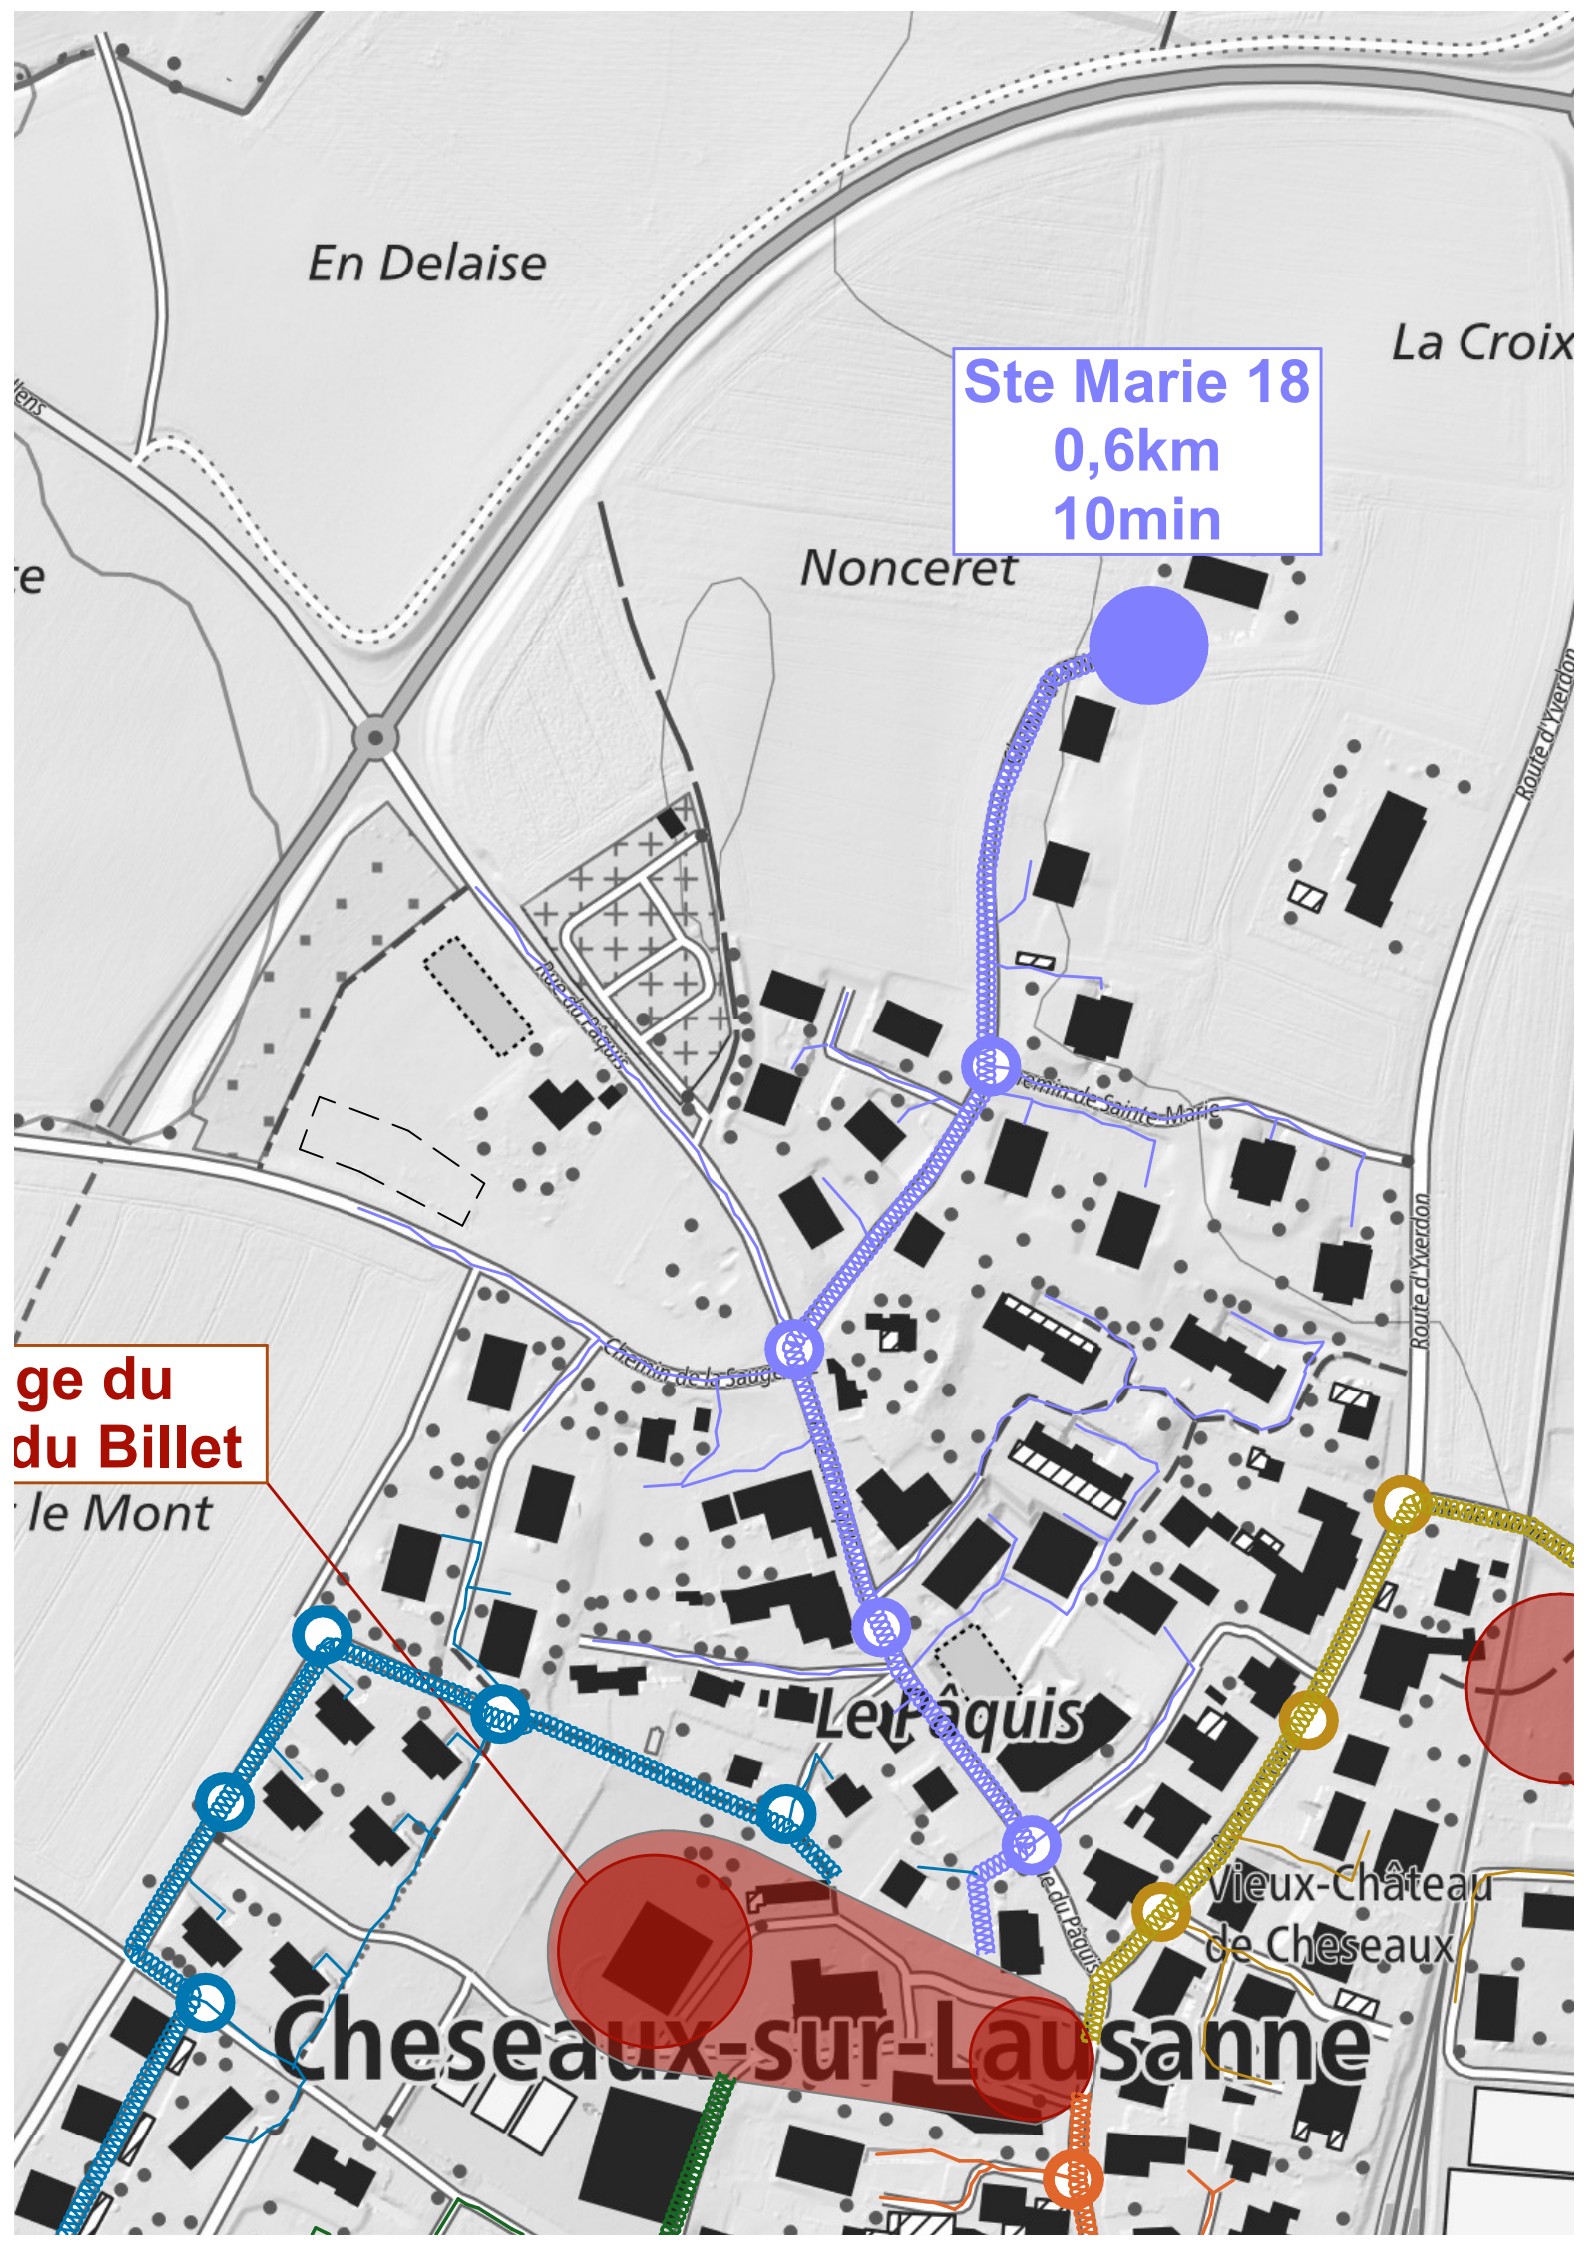 En Delaise
La Croix
Ste Marie 18
0,6km
10min
Nonceret
Route d'Yverdon
Rue du Pâquis
Chemin de Sainte-Marie
Route d'Yverdon
Chemin de la Sauge
ge du
du Billet
le Mont
Le Pâquis
Vieux-Château
de Cheseaux
du Pâquis
Cheseaux-sur-Lausanne